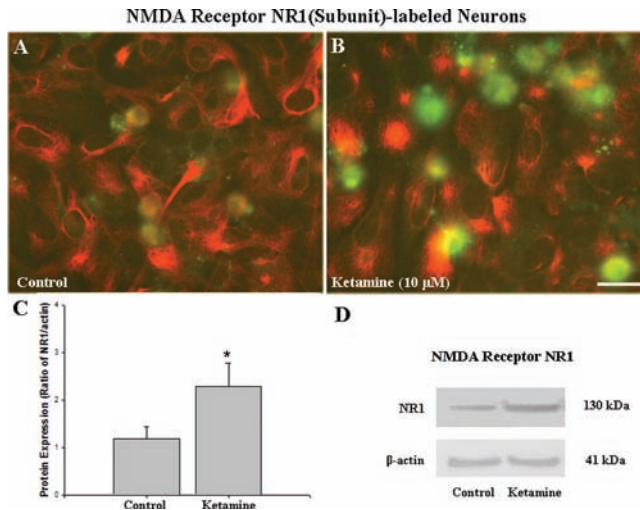 NMDA Receptor NR1(Subunit)-labeled Neurons
A
B
Control
Ketamine (10 µM)
C
Protein Expression (Ratio of NR1/actin)
4
3
2
1
0
*
Control
Ketamine
D
NMDA Receptor NR1
NR1
130 kDa
β-actin
41 kDa
Control
Ketamine